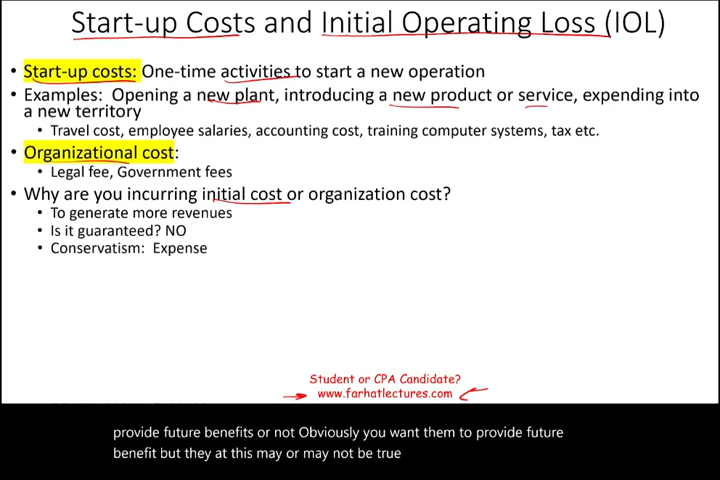 Start-up Costs and Initial Operating Loss (IOL)
• Start-up costs: One-time activities to start a new operation
• Examples: Opening a new plant, introducing a new product or service, expending into
a new territory
• Travel cost, employee salaries, accounting cost, training computer systems, tax etc.
• Organizational cost:
• Legal fee, Government fees
• Why are you incurring initial cost or organization cost?
• To generate more revenues
• Is it guaranteed? NO
• Conservatism: Expense
Student or CPA Candidate?
www.farhatlectures.com
provide future benefits or not Obviously you want them to provide future
benefit but they at this may or may not be true